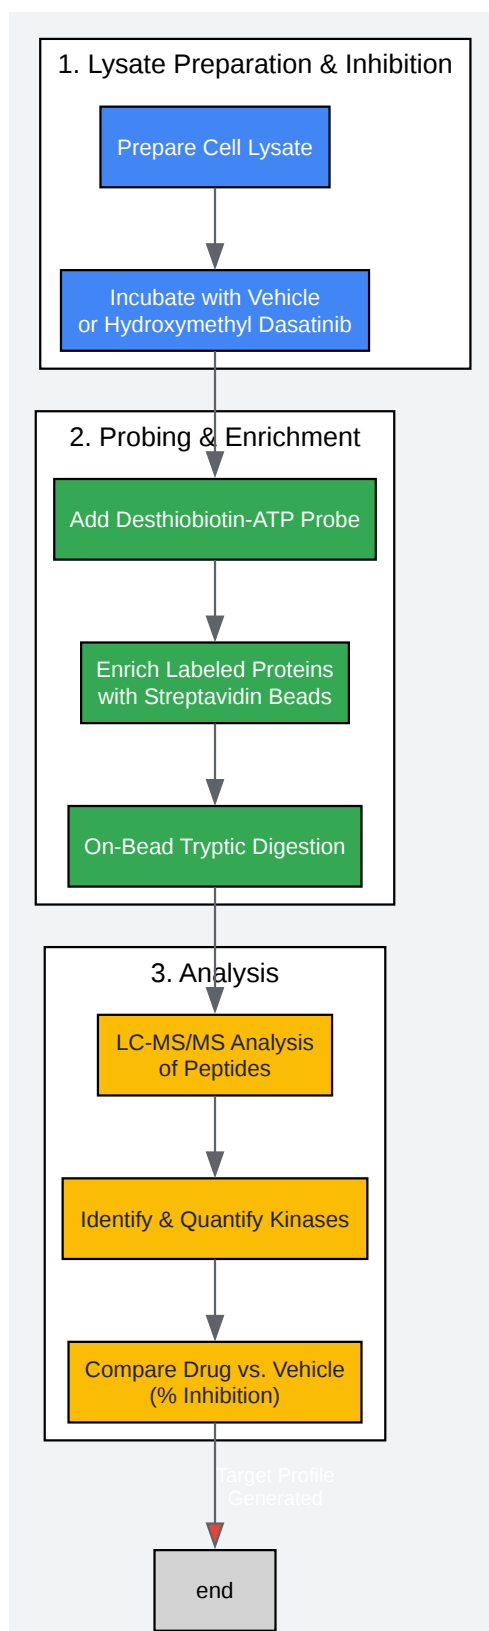 1. Lysate Preparation & Inhibition
Prepare Cell Lysate
Incubate with Vehicle
or Hydroxymethyl Dasatinib
2. Probing & Enrichment
Add Desthiobiotin-ATP Probe
Enrich Labeled Proteins
with Streptavidin Beads
On-Bead Tryptic Digestion
3. Analysis
LC-MS/MS Analysis
of Peptides
Identify & Quantify Kinases
Compare Drug vs. Vehicle
(% Inhibition)
Target Profile
Generated
end